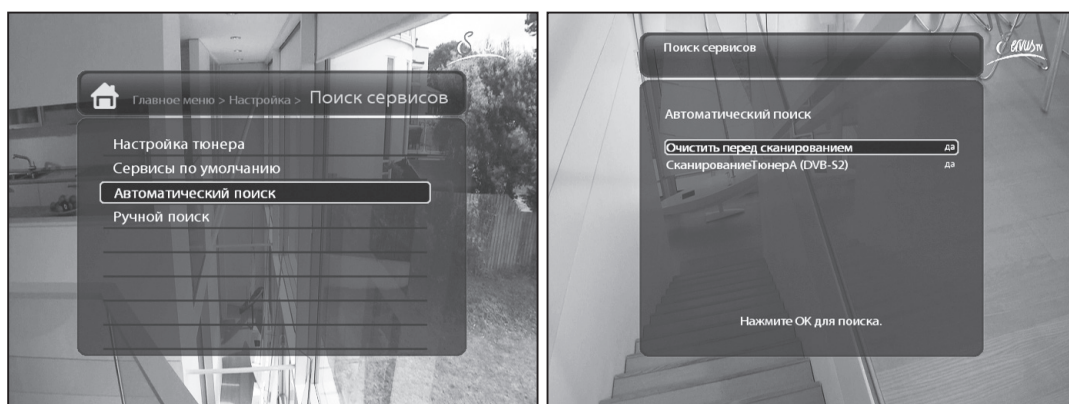 Главное меню > Настройка > Поиск сервисов
Настройка тюнера
Сервисы по умолчанию
Автоматический поиск
Ручной поиск
Поиск сервисов
Автоматический поиск
Очистить перед сканированием да
СканированиеТюнерА (DVB-S2) да
Нажмите OK для поиска.